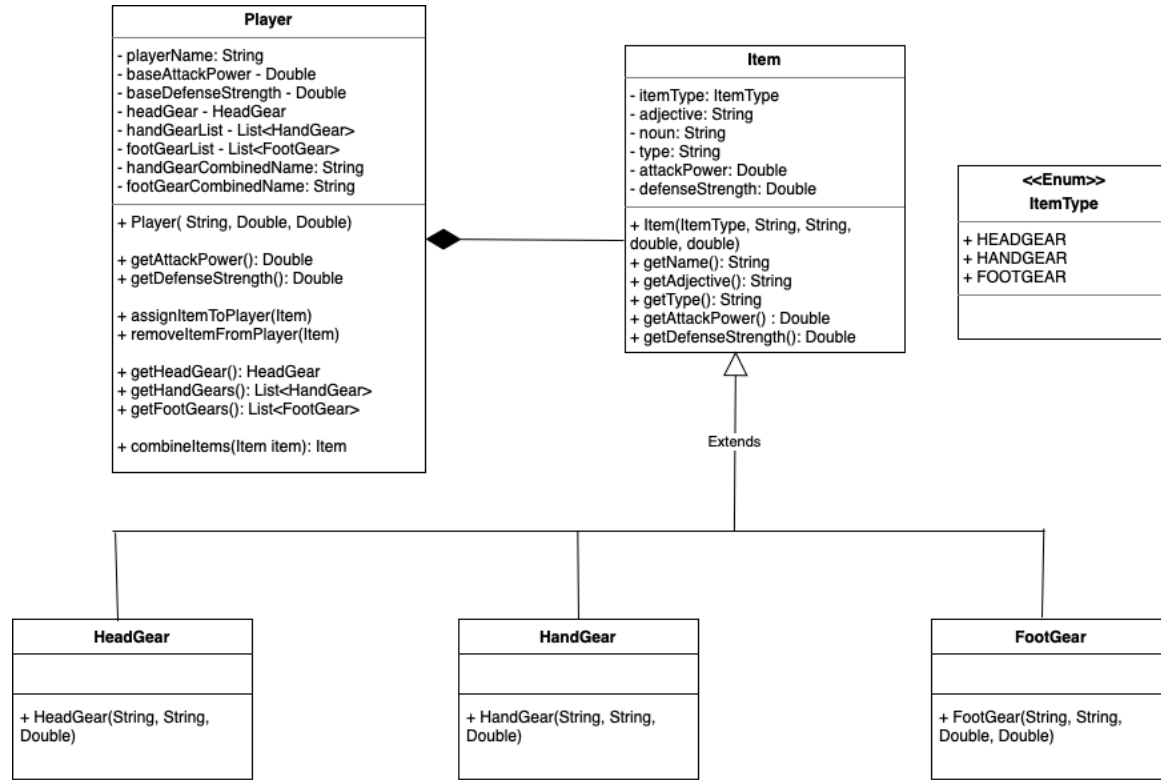 Player
- playerName: String
- baseAttackPower - Double
- baseDefenseStrength - Double
- headGear - HeadGear
- handGearList - List<HandGear>
- footGearList - List<FootGear>
- handGearCombinedName: String
- footGearCombinedName: String
+ Player( String, Double, Double)
+ getAttackPower(): Double
+ getDefenseStrength(): Double
+ assignItemToPlayer(Item)
+ removeItemFromPlayer(Item)
+ getHeadGear(): HeadGear
+ getHandGears(): List<HandGear>
+ getFootGears(): List<FootGear>
+ combineItems(Item item): Item
Item
- itemType: ItemType
- adjective: String
- noun: String
- type: String
- attackPower: Double
- defenseStrength: Double
+ Item(ItemType, String, String,
double, double)
+ getName(): String
+ getAdjective(): String
+ getType(): String
+ getAttackPower() : Double
+ getDefenseStrength(): Double
<<Enum>>
ItemType
+ HEADGEAR
+ HANDGEAR
+ FOOTGEAR
Extends
HeadGear
+ HeadGear(String, String,
Double)
HandGear
+ HandGear(String, String,
Double)
FootGear
+ FootGear(String, String,
Double, Double)